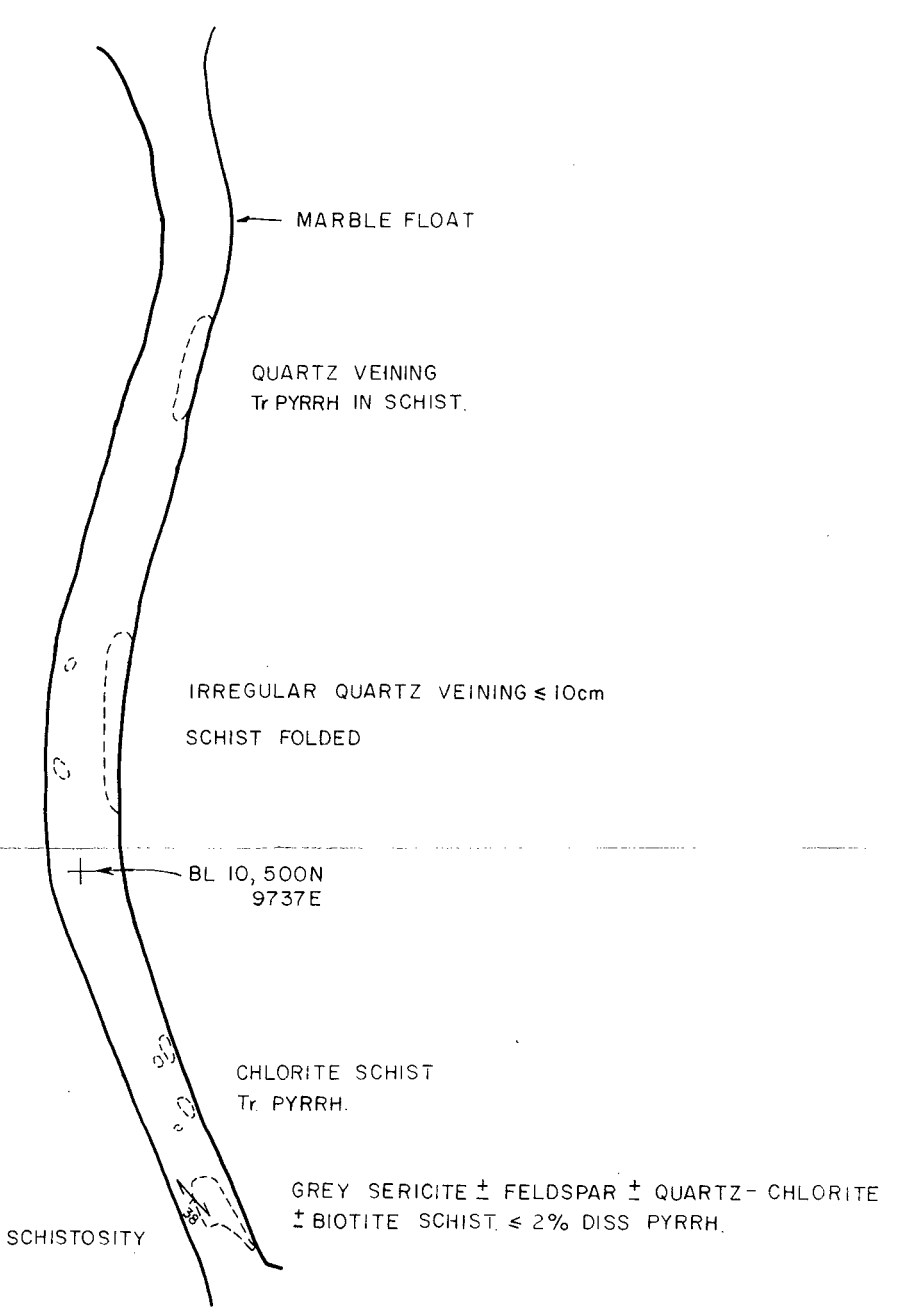 MARBLE FLOAT
QUARTZ VEINING
Tr PYRRH IN SCHIST.
IRREGULAR QUARTZ VEINING ≤ 10cm
SCHIST FOLDED
BL 10,500N
9737E
CHLORITE SCHIST
Tr. PYRRH.
GREY SERICITE ± FELDSPAR ± QUARTZ - CHLORITE
± BIOTITE SCHIST. ≤ 2% DISS PYRRH.
38
SCHISTOSITY